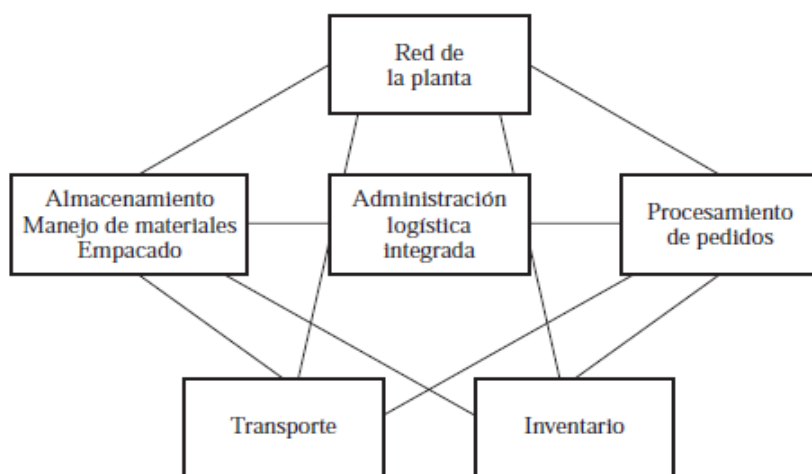 Red de
la planta
Almacenamiento
Manejo de materiales
Empacado
Administración
logística
integrada
Procesamiento
de pedidos
Transporte
Inventario